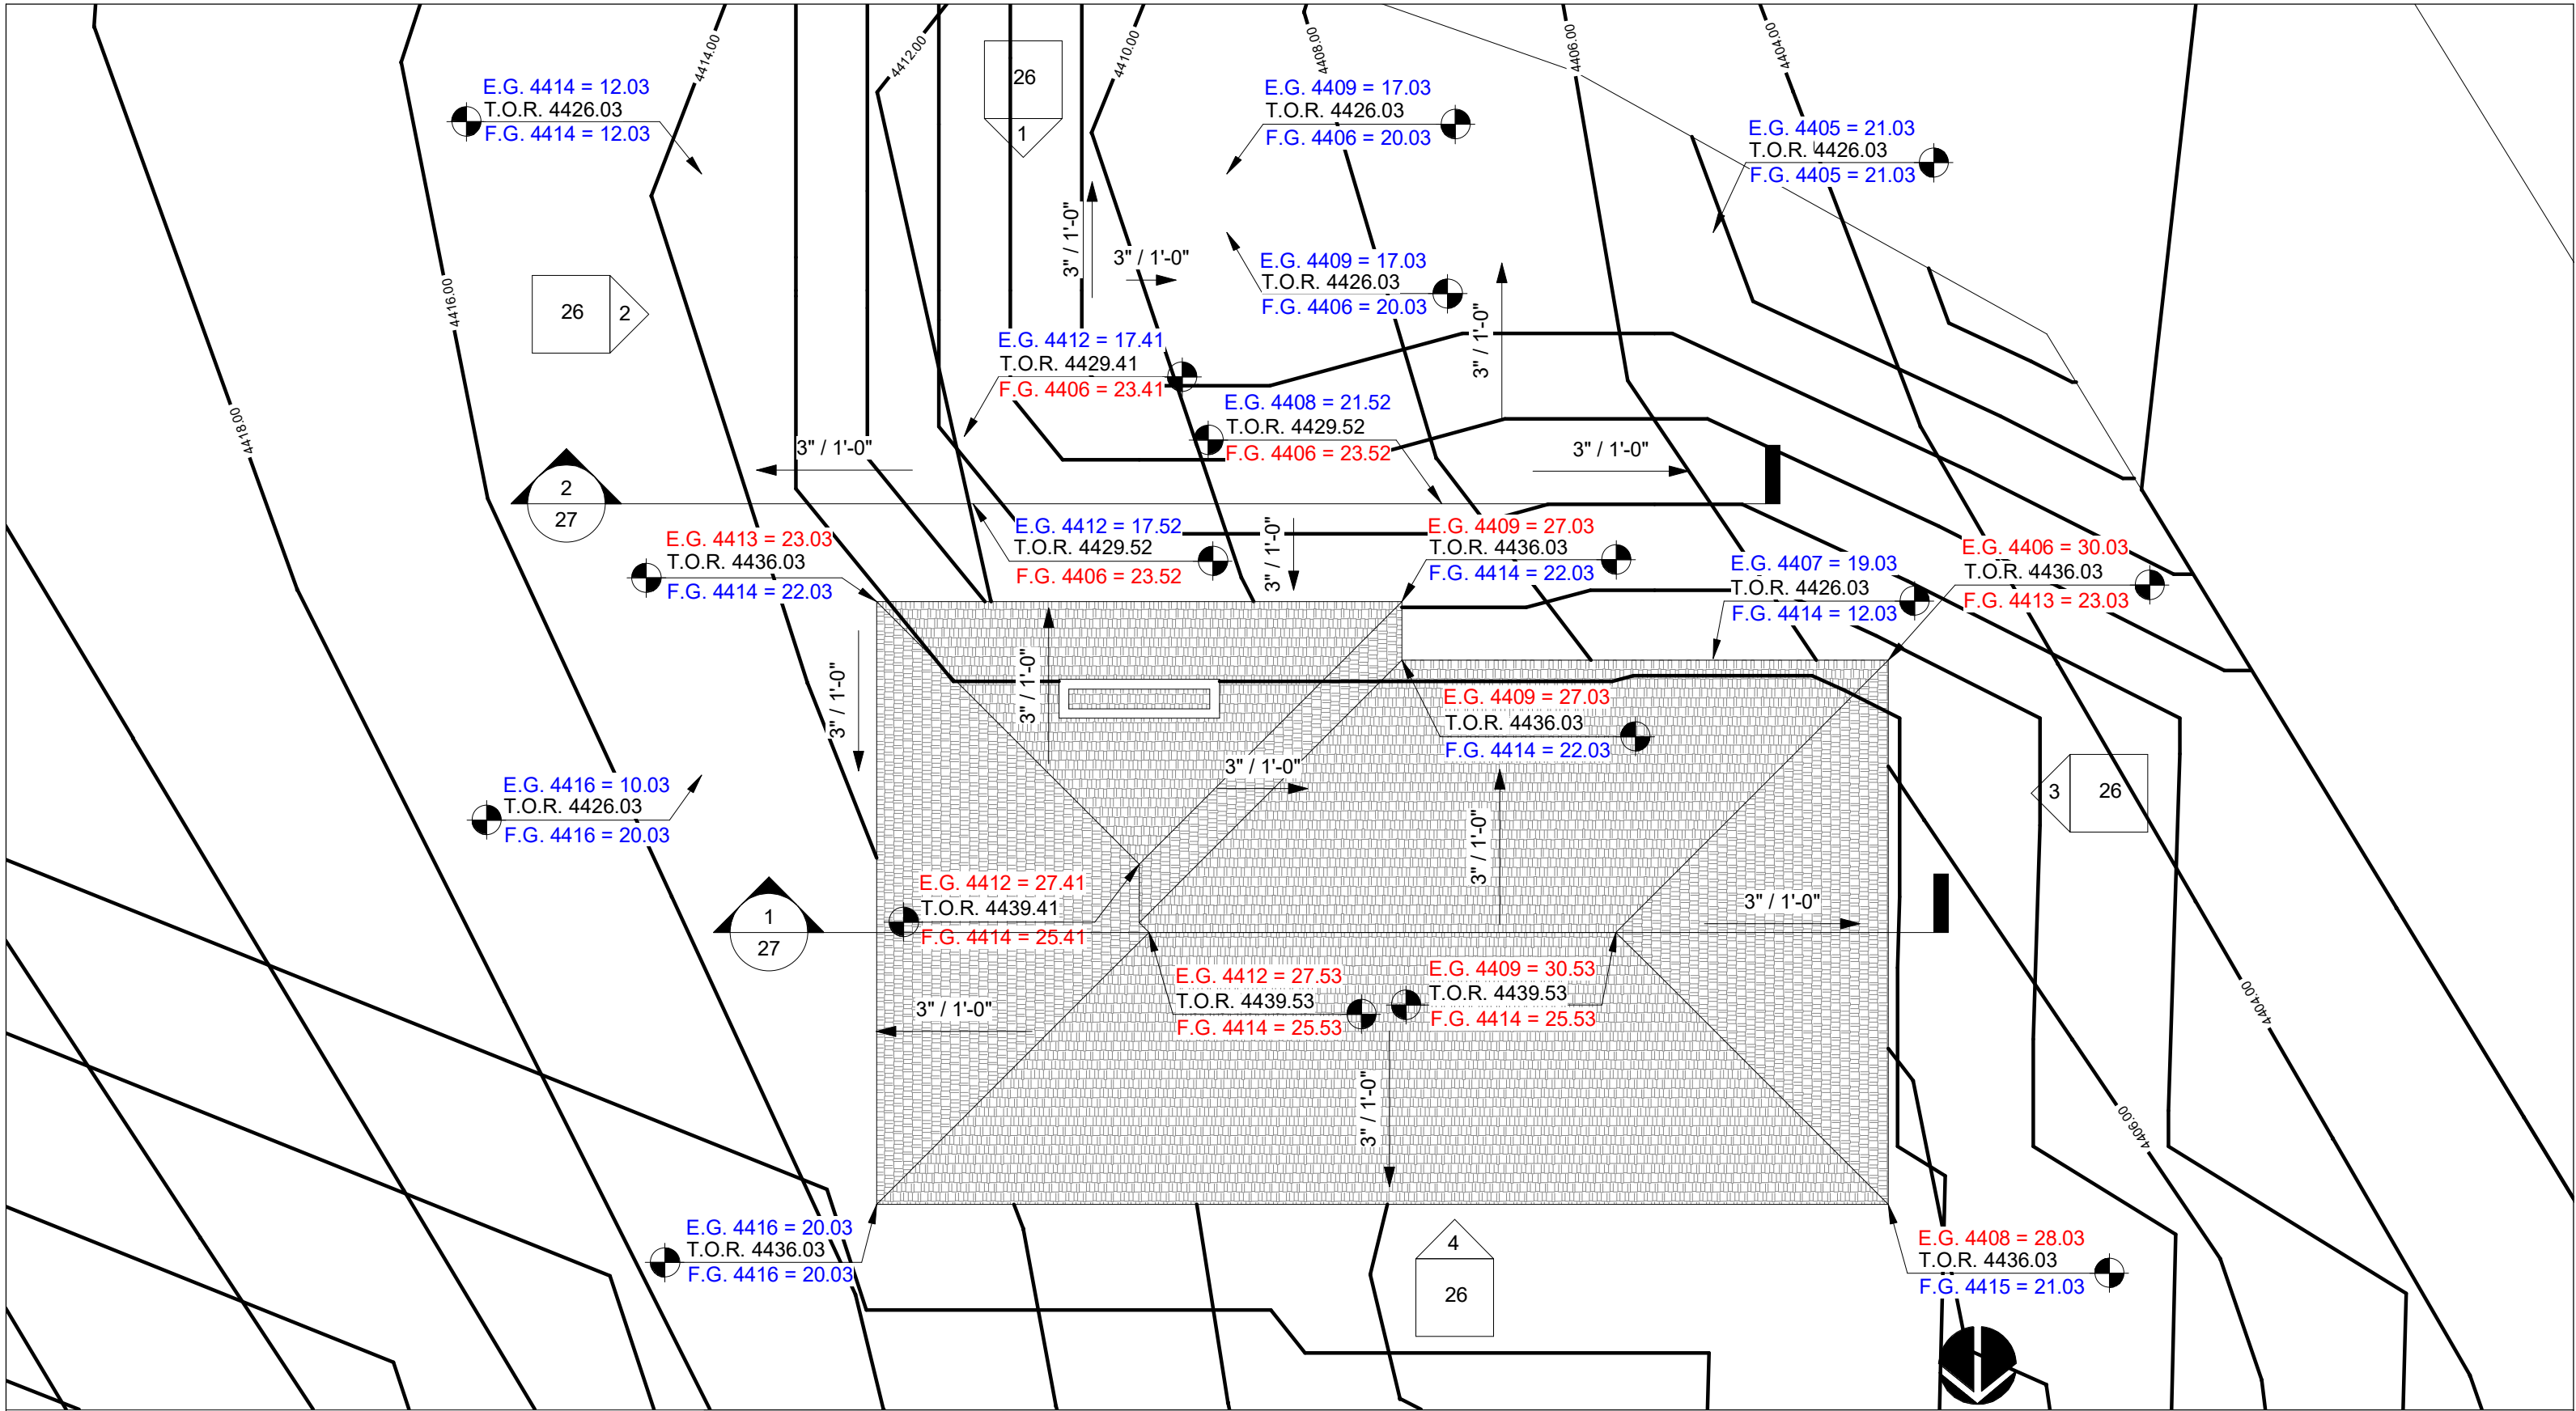 4414.00
4412.00
4410.00
4408.00
4406.00
4404.00
26
1
E.G. 4414 = 12.03
T.O.R. 4426.03
F.G. 4414 = 12.03
E.G. 4409 = 17.03
T.O.R. 4426.03
F.G. 4406 = 20.03
E.G. 4405 = 21.03
T.O.R. 4426.03
F.G. 4405 = 21.03
3" / 1'-0"
3" / 1'-0"
E.G. 4409 = 17.03
T.O.R. 4426.03
F.G. 4406 = 20.03
4416.00
26
2
3" / 1'-0"
E.G. 4412 = 17.41
T.O.R. 4429.41
F.G. 4406 = 23.41
E.G. 4408 = 21.52
T.O.R. 4429.52
F.G. 4406 = 23.52
4418.00
3" / 1'-0"
3" / 1'-0"
2
27
E.G. 4413 = 23.03
T.O.R. 4436.03
F.G. 4414 = 22.03
E.G. 4412 = 17.52
T.O.R. 4429.52
F.G. 4406 = 23.52
3" / 1'-0"
E.G. 4409 = 27.03
T.O.R. 4436.03
F.G. 4414 = 22.03
E.G. 4407 = 19.03
T.O.R. 4426.03
F.G. 4414 = 12.03
E.G. 4406 = 30.03
T.O.R. 4436.03
F.G. 4413 = 23.03
3" / 1'-0"
3" / 1'-0"
E.G. 4409 = 27.03
T.O.R. 4436.03
F.G. 4414 = 22.03
3" / 1'-0"
E.G. 4416 = 10.03
T.O.R. 4426.03
F.G. 4416 = 20.03
3
26
3" / 1'-0"
1
27
E.G. 4412 = 27.41
T.O.R. 4439.41
F.G. 4414 = 25.41
3" / 1'-0"
E.G. 4412 = 27.53
T.O.R. 4439.53
F.G. 4414 = 25.53
E.G. 4409 = 30.53
T.O.R. 4439.53
F.G. 4414 = 25.53
3" / 1'-0"
4404.00
3" / 1'-0"
4406.00
E.G. 4416 = 20.03
T.O.R. 4436.03
F.G. 4416 = 20.03
4
26
E.G. 4408 = 28.03
T.O.R. 4436.03
F.G. 4415 = 21.03